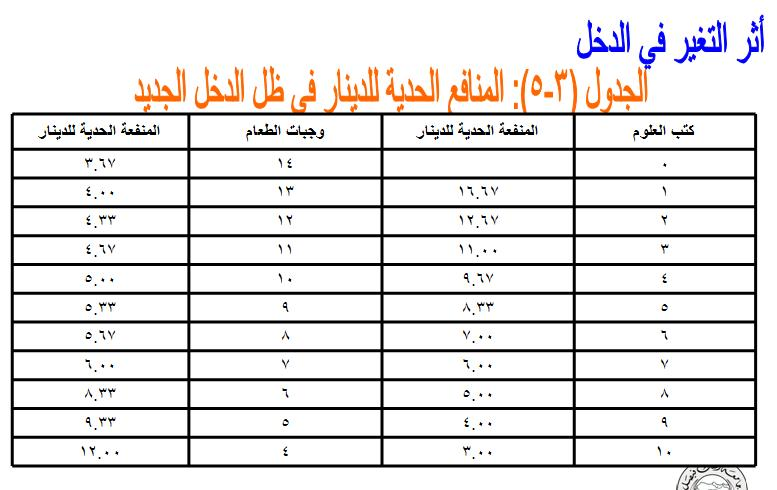 أثر التغير في الدخل
الجدول (٣-٥): المنافع الحدية للدينار في ظل الدخل الجديد
كتب العلوم المنفعة الحدية للدينار وجبات الطعام المنفعة الحدية للدينار
٠ ١٤ ٣.٦٧
١ ١٦.٦٧ ١٣ ٤.٠٠
٢ ١٢.٦٧ ١٢ ٤.٣٣
٣ ١١.٠٠ ١١ ٤.٦٧
٤ ٩.٦٧ ١٠ ٥.٠٠
٥ ٨.٣٣ ٩ ٥.٣٣
٦ ٧.٠٠ ٨ ٥.٦٧
٧ ٦.٠٠ ٧ ٦.٠٠
٨ ٥.٠٠ ٦ ٨.٣٣
٩ ٤.٠٠ ٥ ٩.٣٣
١٠ ٣.٠٠ ٤ ١٢.٠٠